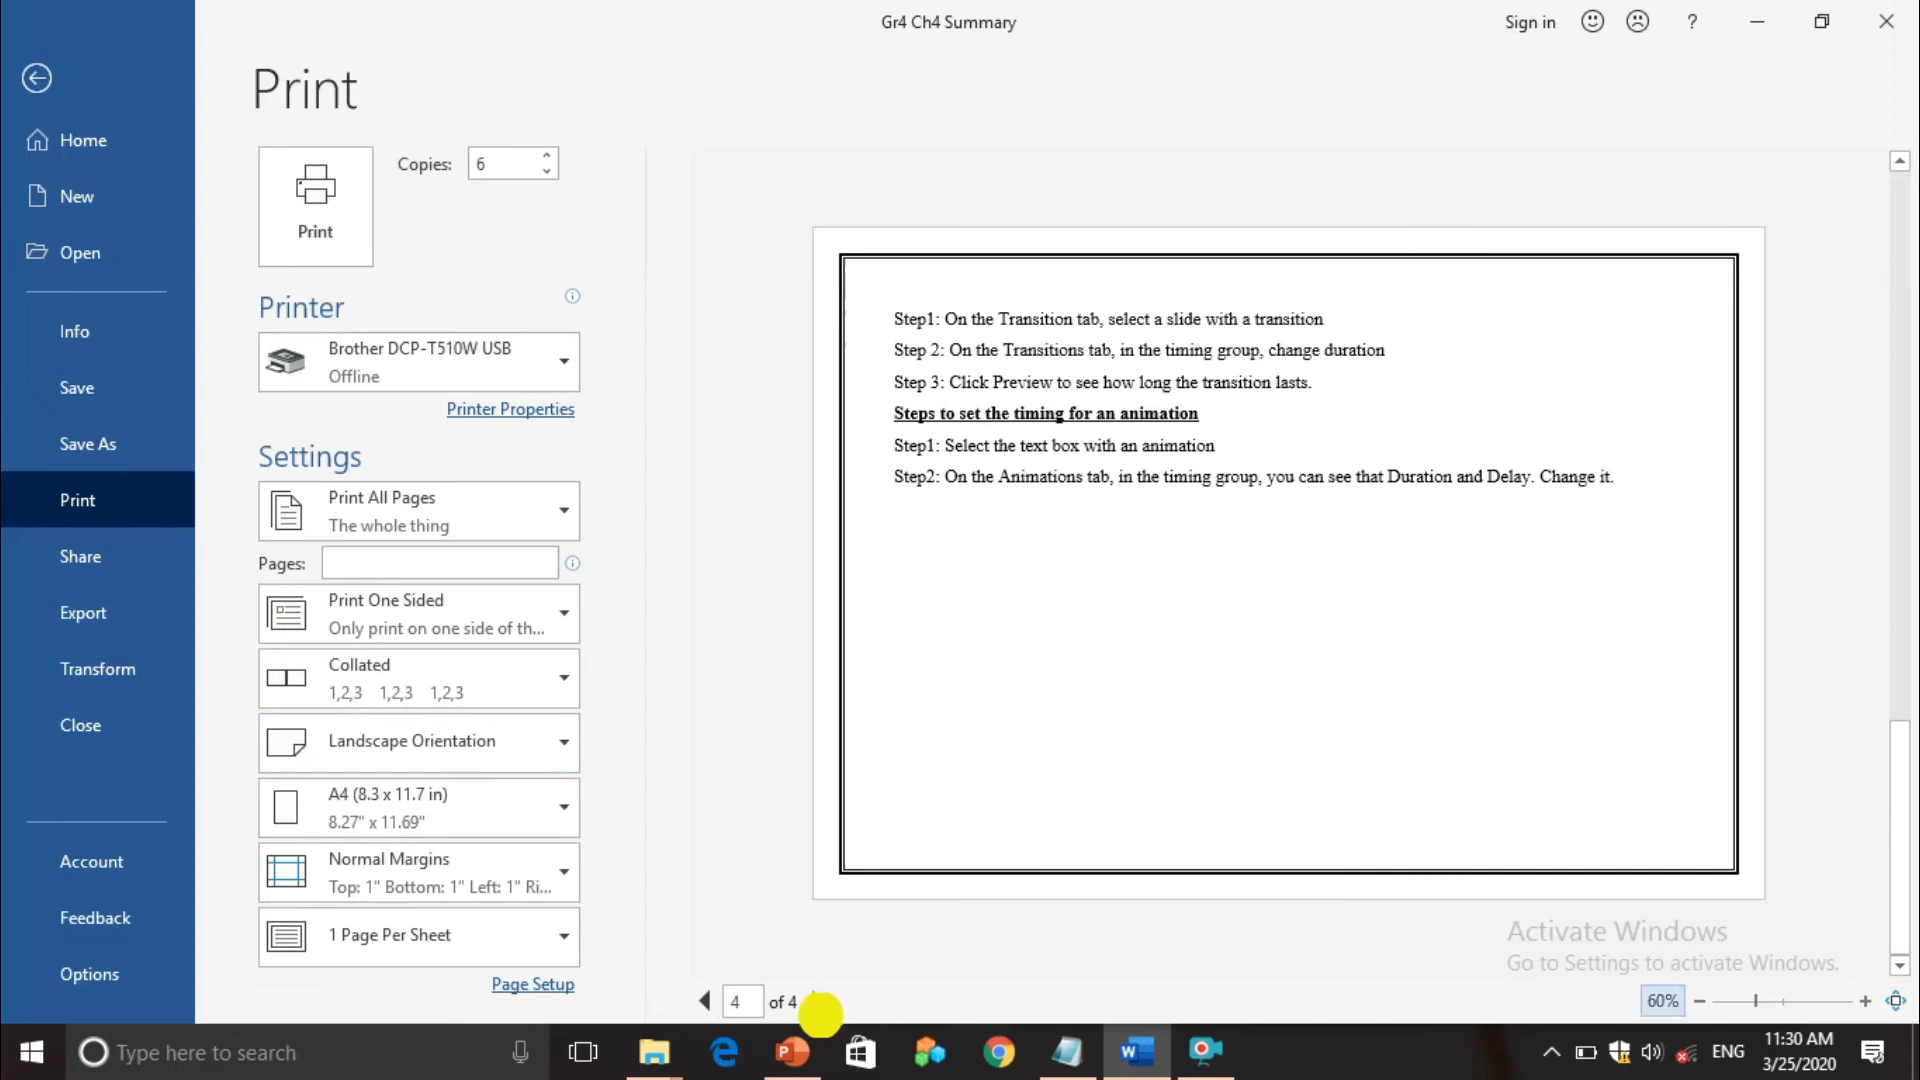 Gr4 Ch4 Summary
Sign in
?
Print
Home
New
Open
Info
Save
Save As
Print
Share
Export
Transform
Close
Account
Feedback
Options
Print
Copies: 6
Printer
Brother DCP-T510W USB
Offline
Printer Properties
Settings
Print All Pages
The whole thing
Pages:
Print One Sided
Only print on one side of th...
Collated
1,2,3 1,2,3 1,2,3
Landscape Orientation
A4 (8.3 x 11.7 in)
8.27" x 11.69"
Normal Margins
Top: 1" Bottom: 1" Left: 1" Ri...
1 Page Per Sheet
Page Setup
Step1: On the Transition tab, select a slide with a transition
Step 2: On the Transitions tab, in the timing group, change duration
Step 3: Click Preview to see how long the transition lasts.
Steps to set the timing for an animation
Step1: Select the text box with an animation
Step2: On the Animations tab, in the timing group, you can see that Duration and Delay. Change it.
Activate Windows
Go to Settings to activate Windows.
4 of 4
60%
Type here to search
ENG
11:30 AM
3/25/2020